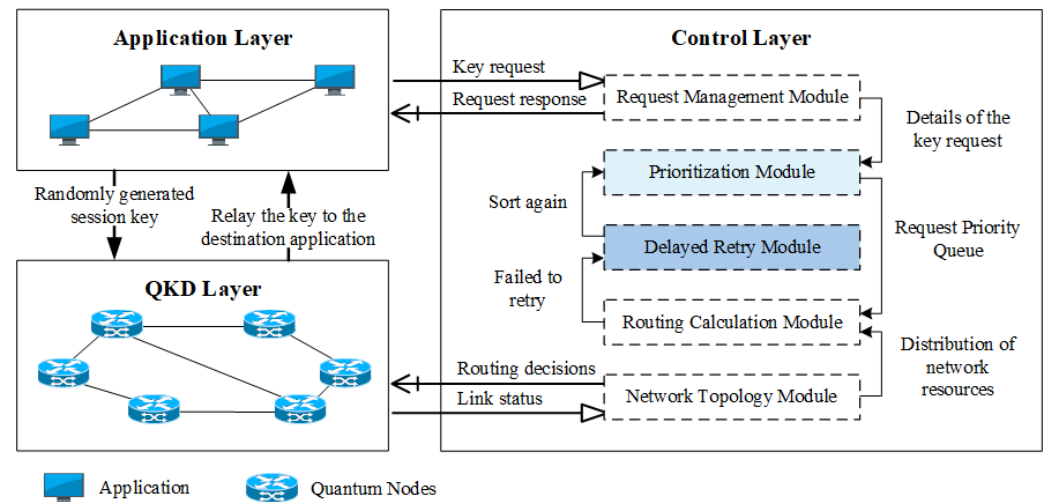 Application Layer
Control Layer
Key request
Request response
Request Management Module
Details of the
key request
Prioritization Module
Randomly generated
session key
Relay the key to the
destination application
Sort again
Request Priority
Queue
Delayed Retry Module
QKD Layer
Failed to
retry
Routing Calculation Module
Distribution of
network
resources
Routing decisions
Link status
Network Topology Module
Application
Quantum Nodes